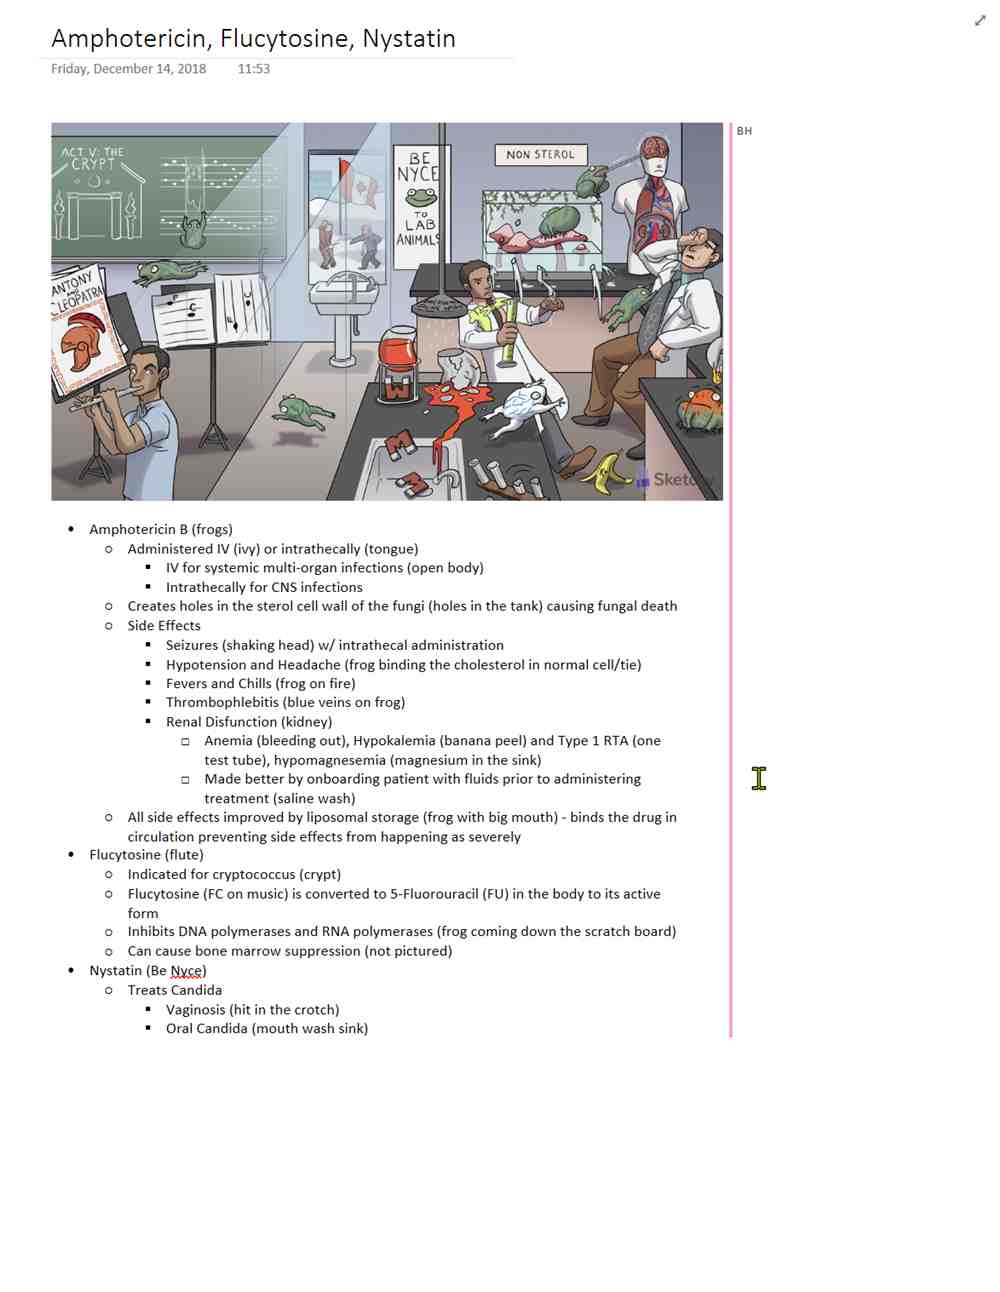 Amphotericin, Flucytosine, Nystatin
Friday, December 14, 2018 11:53
BH
ACT V: THE
CRYPT
BE
NYCE
TO
LAB
ANIMALS
NON STEROL
ANTONY
AND
CLEOPATRA
F
C
F
U
Sketchy
• Amphotericin B (frogs)
○ Administered IV (ivy) or intrathecally (tongue)
▪ IV for systemic multi-organ infections (open body)
▪ Intrathecally for CNS infections
○ Creates holes in the sterol cell wall of the fungi (holes in the tank) causing fungal death
○ Side Effects
▪ Seizures (shaking head) w/ intrathecal administration
▪ Hypotension and Headache (frog binding the cholesterol in normal cell/tie)
▪ Fevers and Chills (frog on fire)
▪ Thrombophlebitis (blue veins on frog)
▪ Renal Disfunction (kidney)
□ Anemia (bleeding out), Hypokalemia (banana peel) and Type 1 RTA (one
test tube), hypomagnesemia (magnesium in the sink)
□ Made better by onboarding patient with fluids prior to administering
treatment (saline wash)
○ All side effects improved by liposomal storage (frog with big mouth) - binds the drug in
circulation preventing side effects from happening as severely
• Flucytosine (flute)
○ Indicated for cryptococcus (crypt)
○ Flucytosine (FC on music) is converted to 5-Fluorouracil (FU) in the body to its active
form
○ Inhibits DNA polymerases and RNA polymerases (frog coming down the scratch board)
○ Can cause bone marrow suppression (not pictured)
• Nystatin (Be Nyce)
○ Treats Candida
▪ Vaginosis (hit in the crotch)
▪ Oral Candida (mouth wash sink)